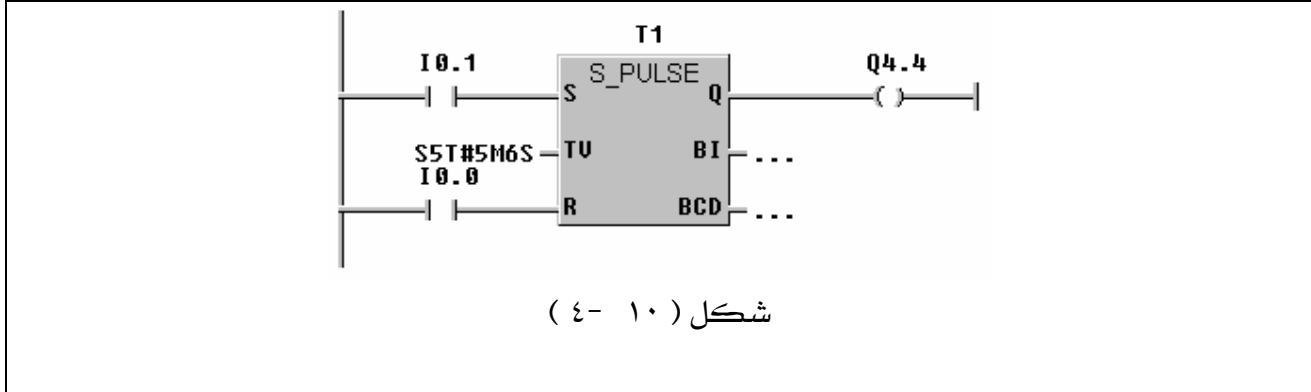 T1
I0.1
S_PULSE
Q4.4
S
Q
S5T#5M6S
TV
BI
...
I0.0
R
BCD
...
شكل ( ١٠ -٤ )